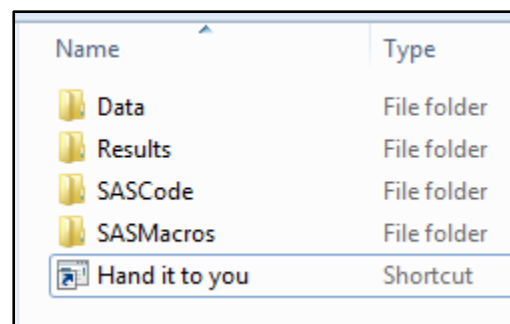 Name Type
Data File folder
Results File folder
SASCode File folder
SASMacros File folder
Hand it to you Shortcut